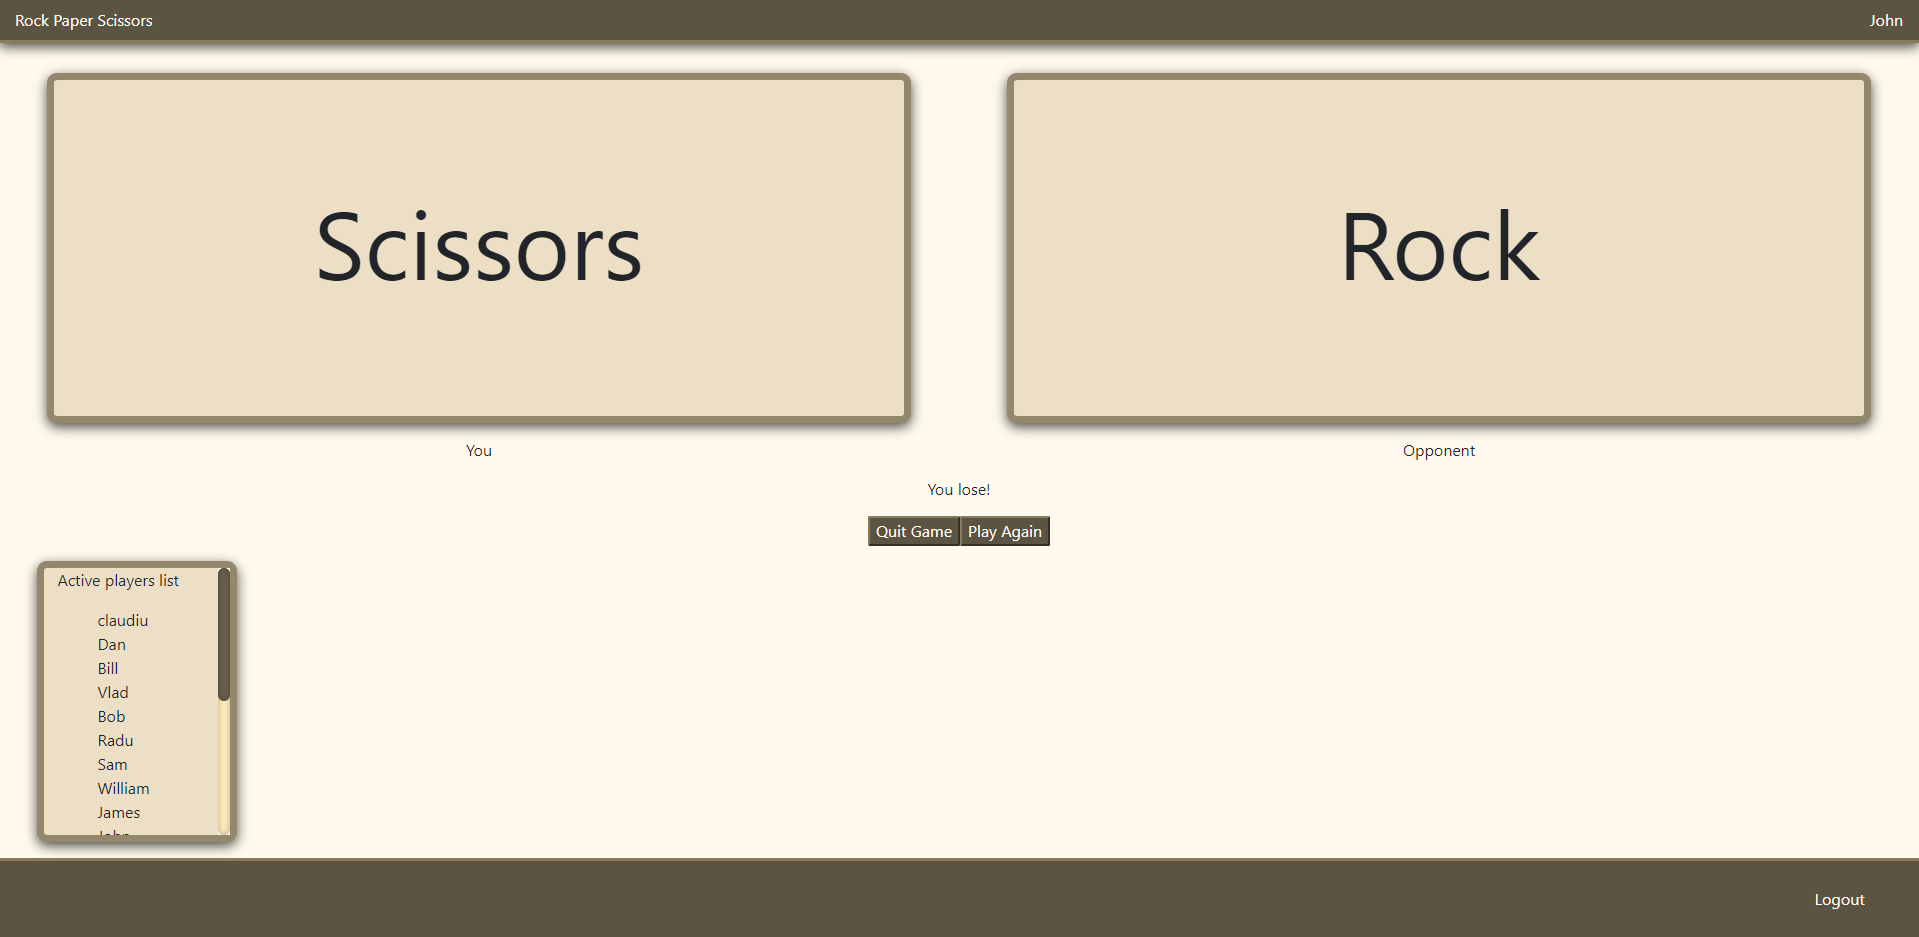 Rock Paper Scissors
John
Scissors
Rock
You
Opponent
You lose!
Quit Game
Play Again
Active players list
claudiu
Dan
Bill
Vlad
Bob
Radu
Sam
William
James
John
Logout